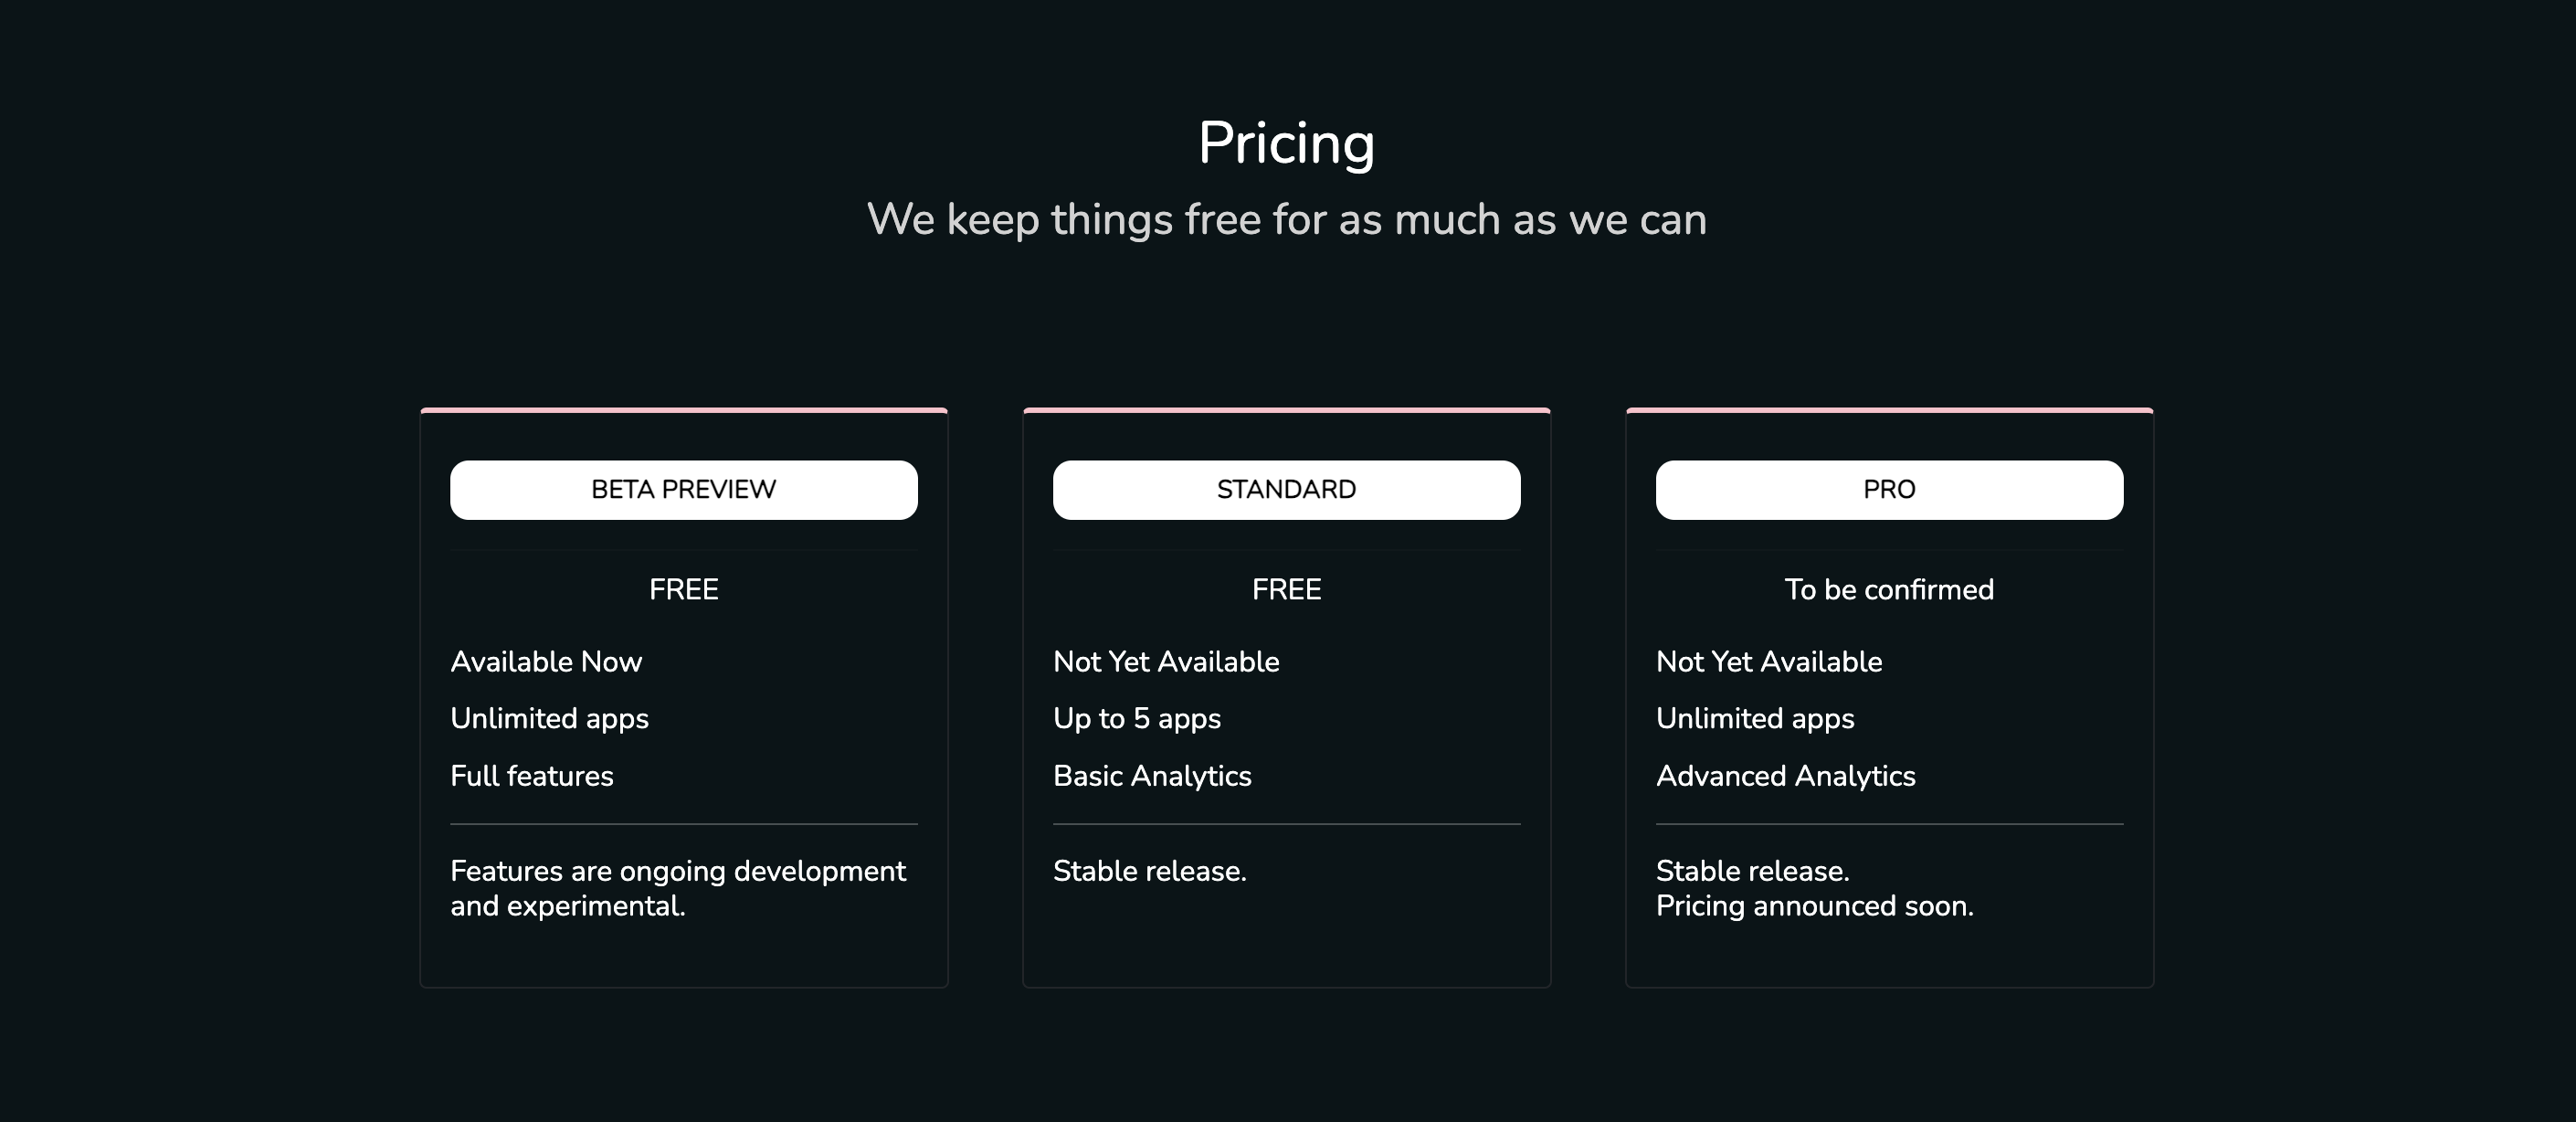 Pricing
We keep things free for as much as we can
BETA PREVIEW
FREE
Available Now
Unlimited apps
Full features
Features are ongoing development
and experimental.
STANDARD
FREE
Not Yet Available
Up to 5 apps
Basic Analytics
Stable release.
PRO
To be confirmed
Not Yet Available
Unlimited apps
Advanced Analytics
Stable release.
Pricing announced soon.